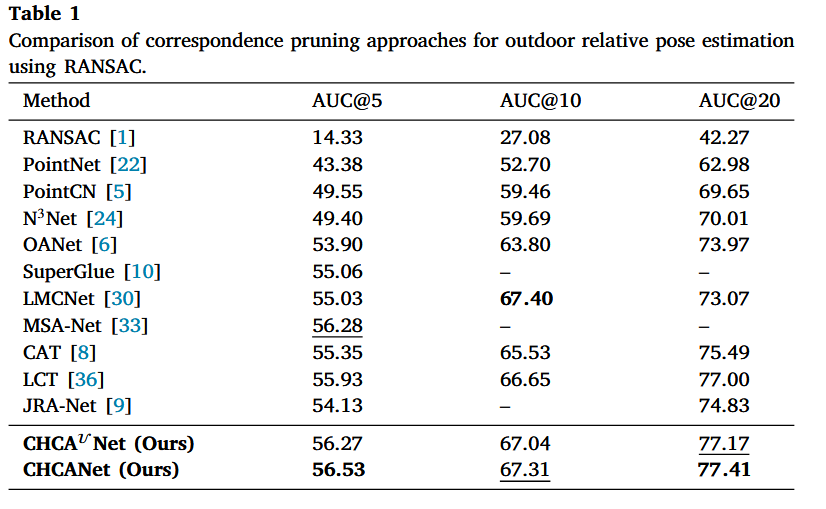 Table 1
Comparison of correspondence pruning approaches for outdoor relative pose estimation
using RANSAC.
Method AUC@5 AUC@10 AUC@20
RANSAC [1] 14.33 27.08 42.27
PointNet [22] 43.38 52.70 62.98
PointCN [5] 49.55 59.46 69.65
N³Net [24] 49.40 59.69 70.01
OANet [6] 53.90 63.80 73.97
SuperGlue [10] 55.06 – –
LMCNet [30] 55.03 67.40 73.07
MSA-Net [33] 56.28 – –
CAT [8] 55.35 65.53 75.49
LCT [36] 55.93 66.65 77.00
JRA-Net [9] 54.13 – 74.83
CHCA𝒰Net (Ours) 56.27 67.04 77.17
CHCANet (Ours) 56.53 67.31 77.41